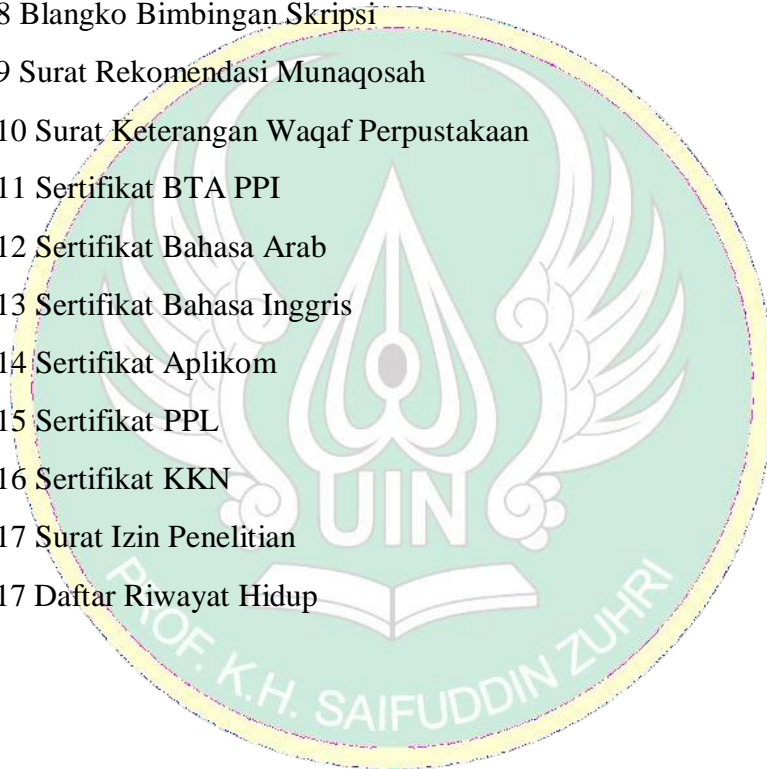 8 Blangko Bimbingan Skripsi
9 Surat Rekomendasi Munaqosah
10 Surat Keterangan Waqaf Perpustakaan
11 Sertifikat BTA PPI
12 Sertifikat Bahasa Arab
13 Sertifikat Bahasa Inggris
14 Sertifikat Aplikom
15 Sertifikat PPL
16 Sertifikat KKN
17 Surat Izin Penelitian
17 Daftar Riwayat Hidup
UIN
PROF. K.H. SAIFUDDIN ZUHRI